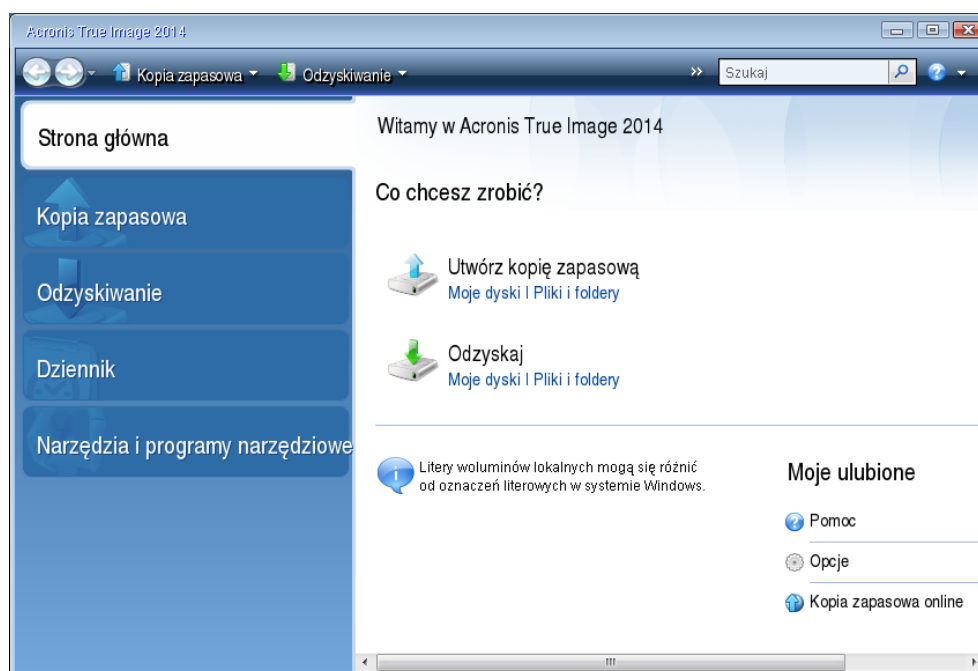 Acronis True Image 2014
Kopia zapasowa
Odzyskiwanie
Szukaj
Strona główna
Kopia zapasowa
Odzyskiwanie
Dziennik
Narzędzia i programy narzędziowe
Witamy w Acronis True Image 2014
Co chcesz zrobić?
Utwórz kopię zapasową
Moje dyski | Pliki i foldery
Odzyskaj
Moje dyski | Pliki i foldery
Litery woluminów lokalnych mogą się różnić
od oznaczeń literowych w systemie Windows.
Moje ulubione
Pomoc
Opcje
Kopia zapasowa online